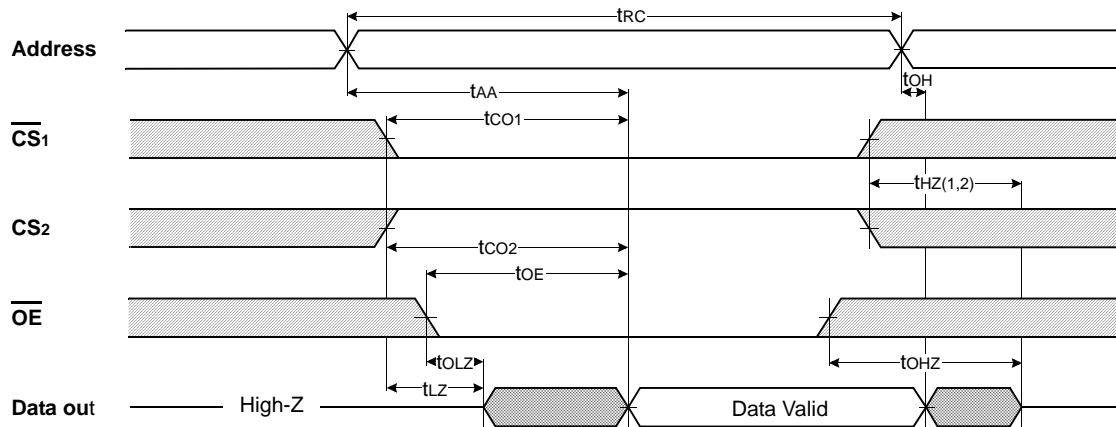 tRC
Address
tOH
tAA
tCO1
CS1
tHZ(1,2)
CS2
tCO2
tOE
OE
tOLZ
tOHZ
tLZ
Data out High-Z Data Valid